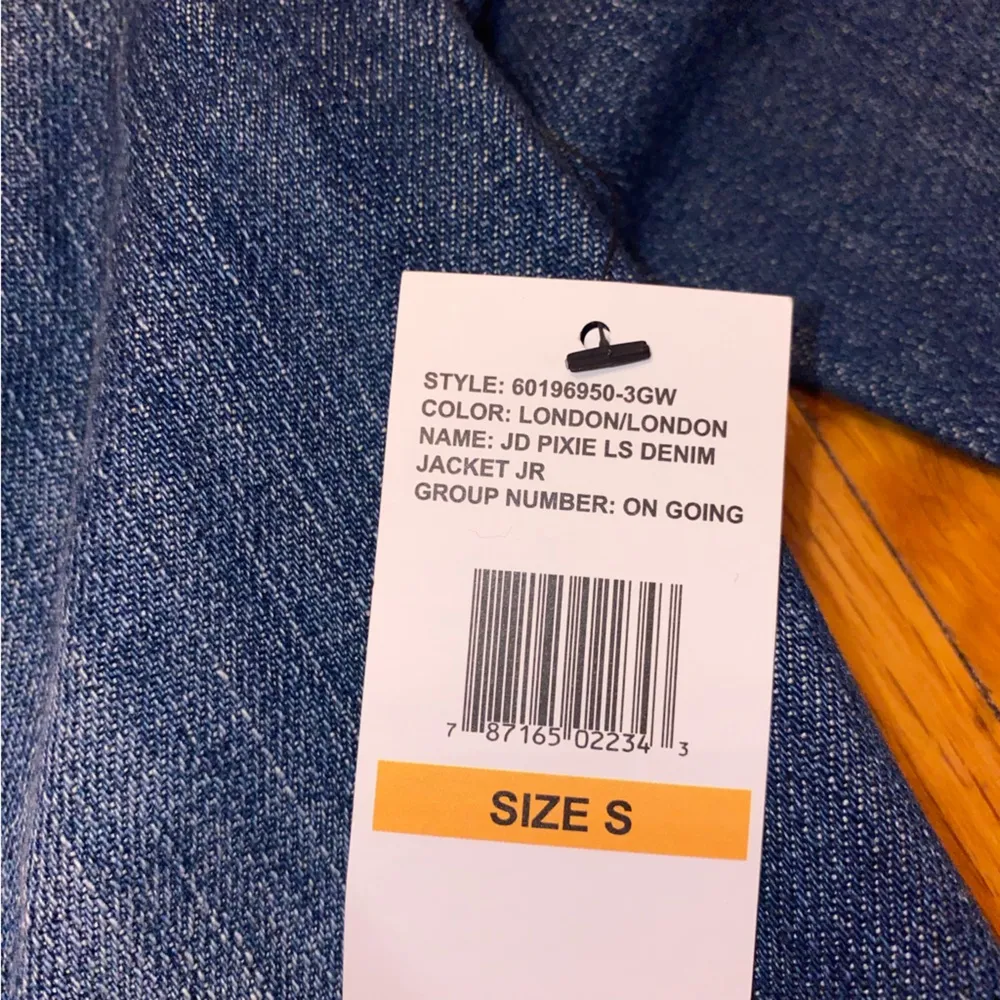 STYLE: 60196950-3GW
COLOR: LONDON/LONDON
NAME: JD PIXIE LS DENIM
JACKET JR
GROUP NUMBER: ON GOING
7 87165 02234 3
SIZE S